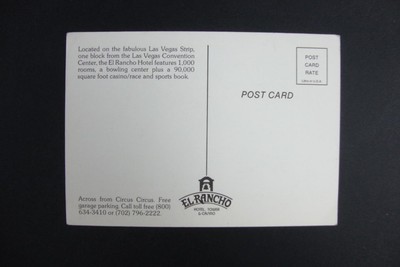 Located on the fabulous Las Vegas Strip,
one block from the Las Vegas Convention
Center, the El Rancho Hotel features 1,000
rooms, a bowling center plus a 90,000
square foot casino/race and sports book.
POST
CARD
RATE
POST CARD
EL RANCHO
HOTEL, TOWER
& CASINO
Across from Circus Circus. Free
garage parking. Call toll free (800)
634-3410 or (702) 796-2222.